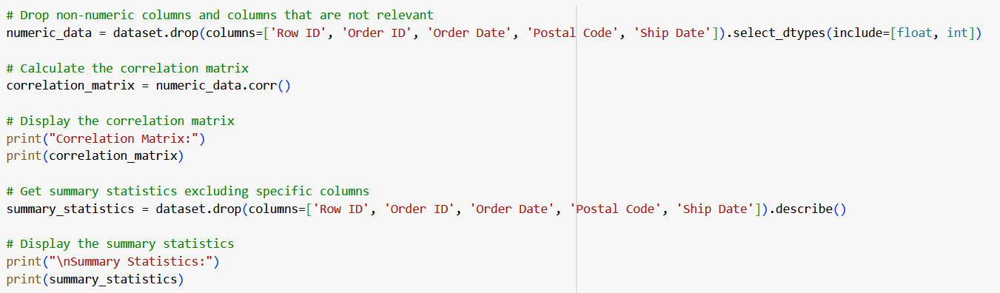 # Drop non-numeric columns and columns that are not relevant
numeric_data = dataset.drop(columns=['Row ID', 'Order ID', 'Order Date', 'Postal Code', 'Ship Date']).select_dtypes(include=[float, int])
# Calculate the correlation matrix
correlation_matrix = numeric_data.corr()
# Display the correlation matrix
print("Correlation Matrix:")
print(correlation_matrix)
# Get summary statistics excluding specific columns
summary_statistics = dataset.drop(columns=['Row ID', 'Order ID', 'Order Date', 'Postal Code', 'Ship Date']).describe()
# Display the summary statistics
print("\nSummary Statistics:")
print(summary_statistics)